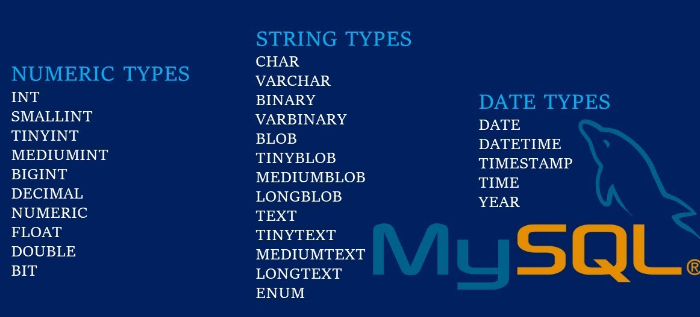 NUMERIC TYPES
INT
SMALLINT
TINYINT
MEDIUMINT
BIGINT
DECIMAL
NUMERIC
FLOAT
DOUBLE
BIT
STRING TYPES
CHAR
VARCHAR
BINARY
VARBINARY
BLOB
TINYBLOB
MEDIUMBLOB
LONGBLOB
TEXT
TINYTEXT
MEDIUMTEXT
LONGTEXT
ENUM
DATE TYPES
DATE
DATETIME
TIMESTAMP
TIME
YEAR
MySQL®